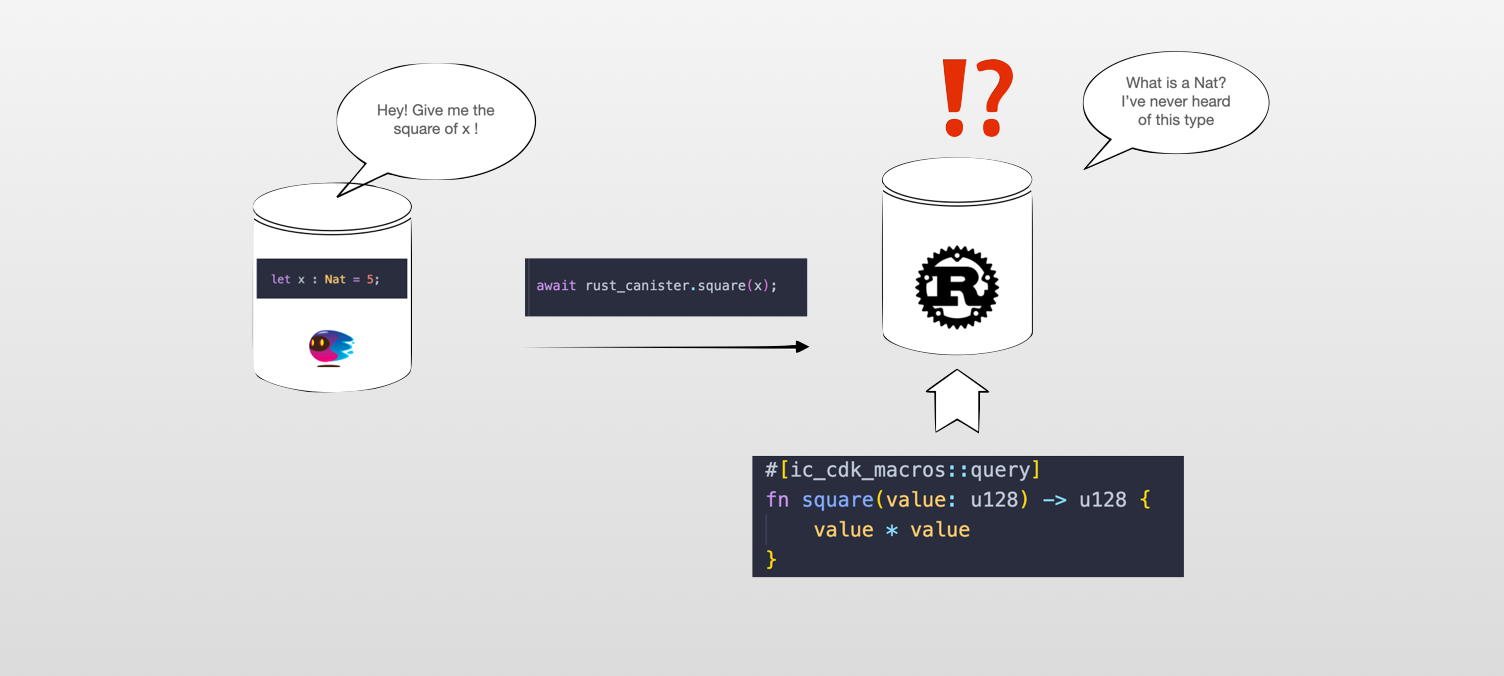 Hey! Give me the
square of x !
let x : Nat = 5;
await rust_canister.square(x);
!?
What is a Nat?
I've never heard
of this type
R
#[ic_cdk_macros::query]
fn square(value: u128) -> u128 {
value * value
}